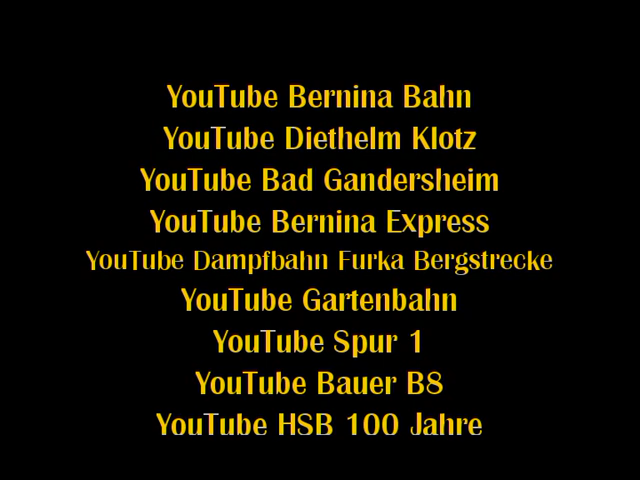 YouTube Bernina Bahn
YouTube Diethelm Klotz
YouTube Bad Gandersheim
YouTube Bernina Express
YouTube Dampfbahn Furka Bergstrecke
YouTube Gartenbahn
YouTube Spur 1
YouTube Bauer B8
YouTube HSB 100 Jahre